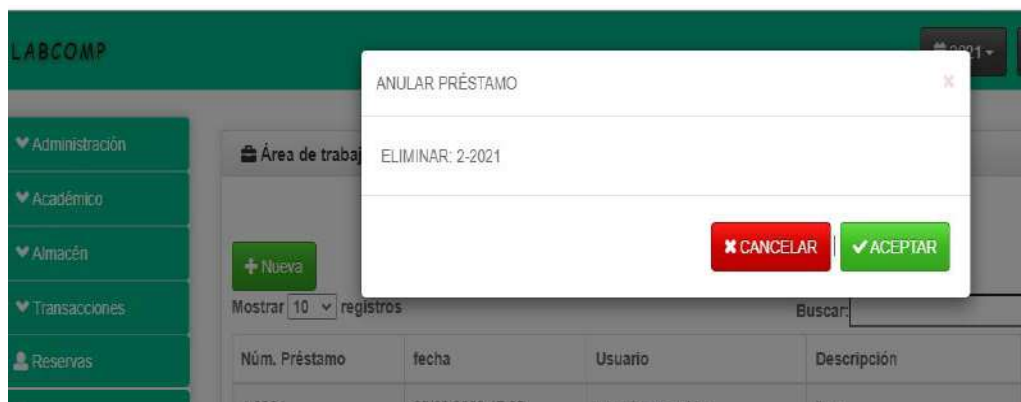 LABCOMP
2021
ANULAR PRÉSTAMO
×
Administración
Área de trabaj
ELIMINAR: 2-2021
Académico
Almacén
CANCELAR | ACEPTAR
+ Nueva
Transacciones
Mostrar 10 registros
Buscar:
Reservas
Núm. Préstamo fecha Usuario Descripción